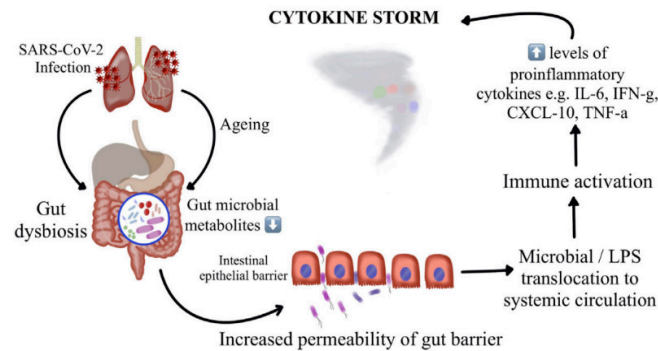 CYTOKINE STORM
SARS-CoV-2
Infection
Ageing
Gut
dysbiosis
Gut microbial
metabolites
Intestinal
epithelial barrier
Increased permeability of gut barrier
Microbial / LPS
translocation to
systemic circulation
Immune activation
levels of
proinflammatory
cytokines e.g. IL-6, IFN-g,
CXCL-10, TNF-a